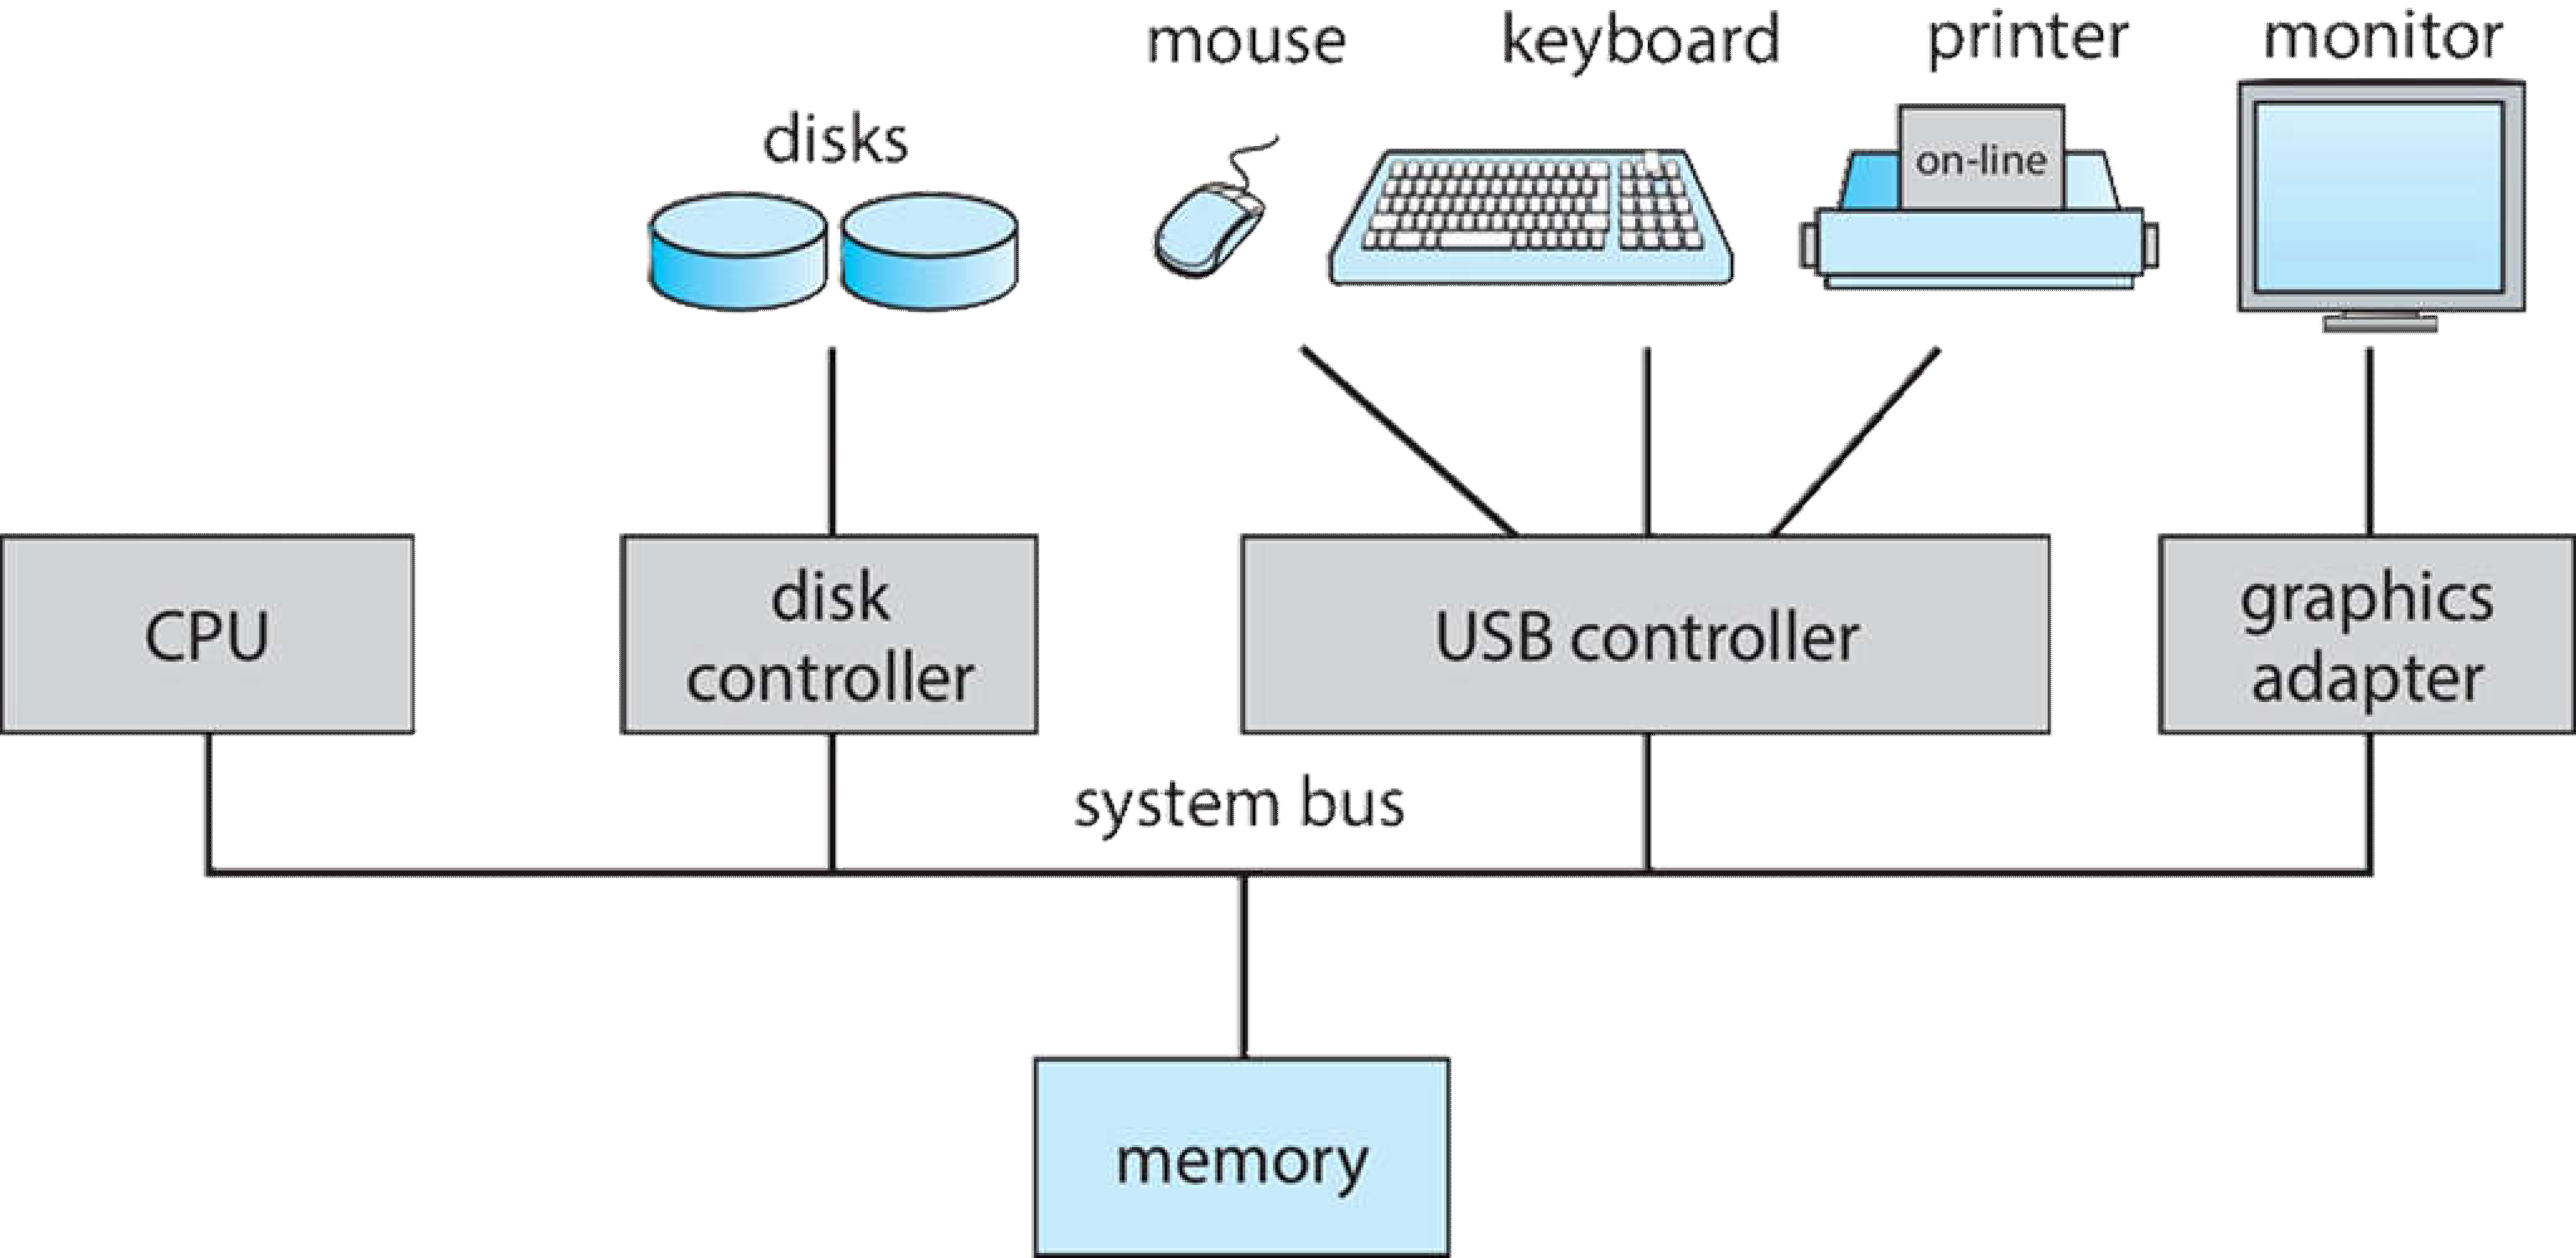 mouse
keyboard
printer
monitor
disks
on-line
CPU
disk
controller
USB controller
graphics
adapter
system bus
memory